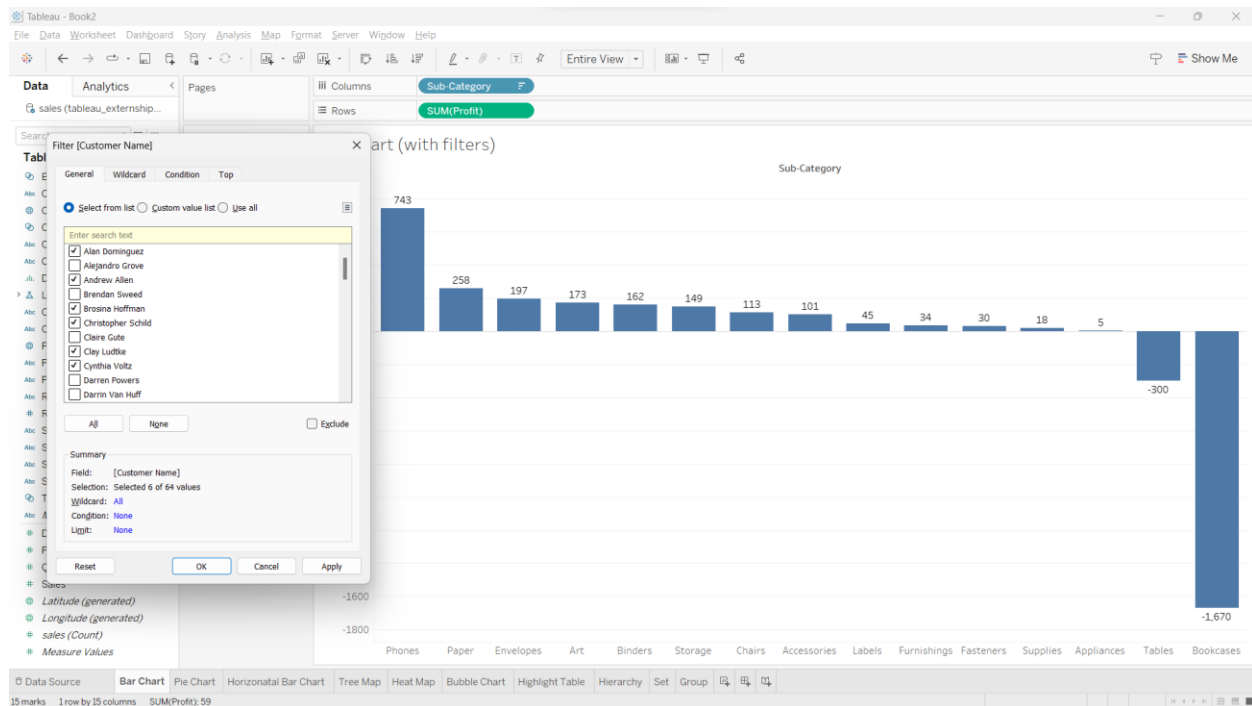 Tableau - Book2
File Data Worksheet Dashboard Story Analysis Map Format Server Window Help
Entire View
Show Me
Data Analytics
Pages
Columns Sub-Category
sales (tableau_externship...
Rows SUM(Profit)
Filter [Customer Name]
art (with filters)
Sub-Category
General Wildcard Condition Top
Select from list Custom value list Use all
Enter search text
Alan Dominguez
Alejandro Grove
Andrew Allen
Brendan Sweed
Brosina Hoffman
Christopher Schild
Claire Gute
Clay Ludtke
Cynthia Voltz
Darren Powers
Darrin Van Huff
All None Exclude
Summary
Field: [Customer Name]
Selection: Selected 6 of 64 values
Wildcard: All
Condition: None
Limit: None
Reset OK Cancel Apply
743 258 197 173 162 149 113 101 45 34 30 18 5 -300 -1,670
-1600
-1800
Phones Paper Envelopes Art Binders Storage Chairs Accessories Labels Furnishings Fasteners Supplies Appliances Tables Bookcases
Sales
Latitude (generated)
Longitude (generated)
sales (Count)
Measure Values
Data Source Bar Chart Pie Chart Horizonatal Bar Chart Tree Map Heat Map Bubble Chart Highlight Table Hierarchy Set Group
15 marks 1 row by 15 columns SUM(Profit): 59